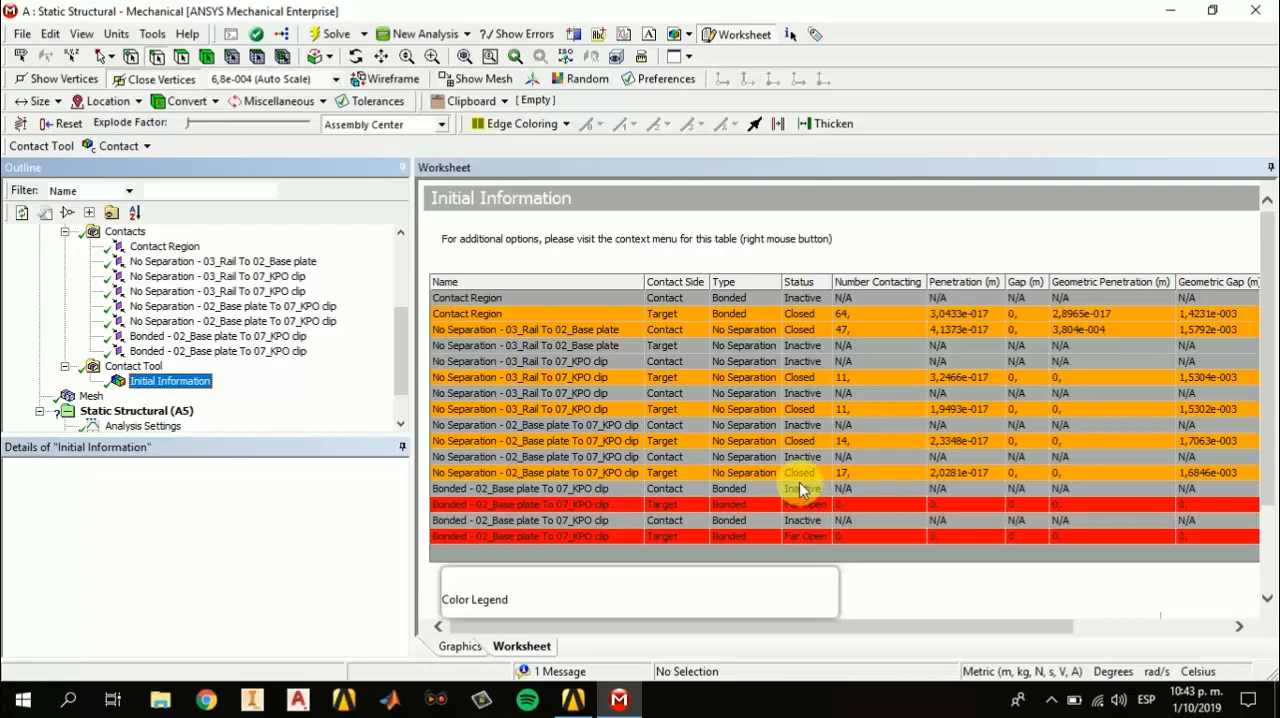 A : Static Structural - Mechanical [ANSYS Mechanical Enterprise]
File Edit View Units Tools Help Solve New Analysis ?/ Show Errors Worksheet
Show Vertices Close Vertices 6,8e-004 (Auto Scale) Wireframe Show Mesh Random Preferences
Size Location Convert Miscellaneous Tolerances Clipboard [ Empty ]
Reset Explode Factor: Assembly Center Edge Coloring Thicken
Contact Tool Contact
Outline
Filter: Name
Contacts
Contact Region
No Separation - 03_Rail To 02_Base plate
No Separation - 03_Rail To 07_KPO clip
No Separation - 03_Rail To 07_KPO clip
No Separation - 02_Base plate To 07_KPO clip
No Separation - 02_Base plate To 07_KPO clip
Bonded - 02_Base plate To 07_KPO clip
Bonded - 02_Base plate To 07_KPO clip
Contact Tool
Initial Information
Mesh
Static Structural (A5)
Analysis Settings
Details of "Initial Information"
Worksheet
Initial Information
For additional options, please visit the context menu for this table (right mouse button)
Name Contact Side Type Status Number Contacting Penetration (m) Gap (m) Geometric Penetration (m) Geometric Gap (m
Contact Region Contact Bonded Inactive N/A N/A N/A N/A N/A
Contact Region Target Bonded Closed 64, 3,0433e-017 0, 2,8965e-017 1,4231e-003
No Separation - 03_Rail To 02_Base plate Contact No Separation Closed 47, 4,1373e-017 0, 3,804e-004 1,5792e-003
No Separation - 03_Rail To 02_Base plate Target No Separation Inactive N/A N/A N/A N/A N/A
No Separation - 03_Rail To 07_KPO clip Contact No Separation Inactive N/A N/A N/A N/A N/A
No Separation - 03_Rail To 07_KPO clip Target No Separation Closed 11, 3,2466e-017 0, 0, 1,5304e-003
No Separation - 03_Rail To 07_KPO clip Contact No Separation Inactive N/A N/A N/A N/A N/A
No Separation - 03_Rail To 07_KPO clip Target No Separation Closed 11, 1,9493e-017 0, 0, 1,5302e-003
No Separation - 02_Base plate To 07_KPO clip Contact No Separation Inactive N/A N/A N/A N/A N/A
No Separation - 02_Base plate To 07_KPO clip Target No Separation Closed 14, 2,3348e-017 0, 0, 1,7063e-003
No Separation - 02_Base plate To 07_KPO clip Contact No Separation Inactive N/A N/A N/A N/A N/A
No Separation - 02_Base plate To 07_KPO clip Target No Separation Closed 17, 2,0281e-017 0, 0, 1,6846e-003
Bonded - 02_Base plate To 07_KPO clip Contact Bonded Inactive N/A N/A N/A N/A N/A
Bonded - 02_Base plate To 07_KPO clip Target Bonded Far Open 0, 0, 0, 0, 0,
Bonded - 02_Base plate To 07_KPO clip Contact Bonded Inactive N/A N/A N/A N/A N/A
Bonded - 02_Base plate To 07_KPO clip Target Bonded Far Open 0, 0, 0, 0, 0,
Color Legend
Graphics Worksheet
1 Message No Selection Metric (m, kg, N, s, V, A) Degrees rad/s Celsius
ESP
10:43 p. m.
1/10/2019